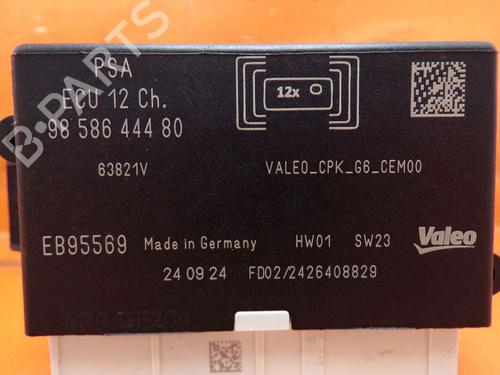 PSA
ECU 12 Ch.
98 586 444 80
12x
63821V
VALEO_CPK_G6_CEM00
EB95569
Made in Germany
HW01
SW23
Valeo
24 09 24
FD02/2426408829
B-PARTS